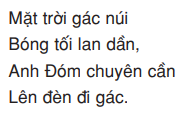 Mặt trời gác núi
Bóng tối lan dần,
Anh Đóm chuyên cần
Lên đèn đi gác.